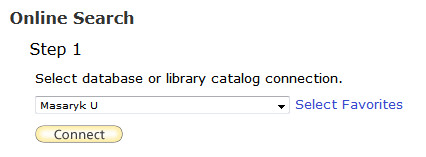 Online Search
Step 1
Select database or library catalog connection.
Masaryk U Select Favorites
Connect